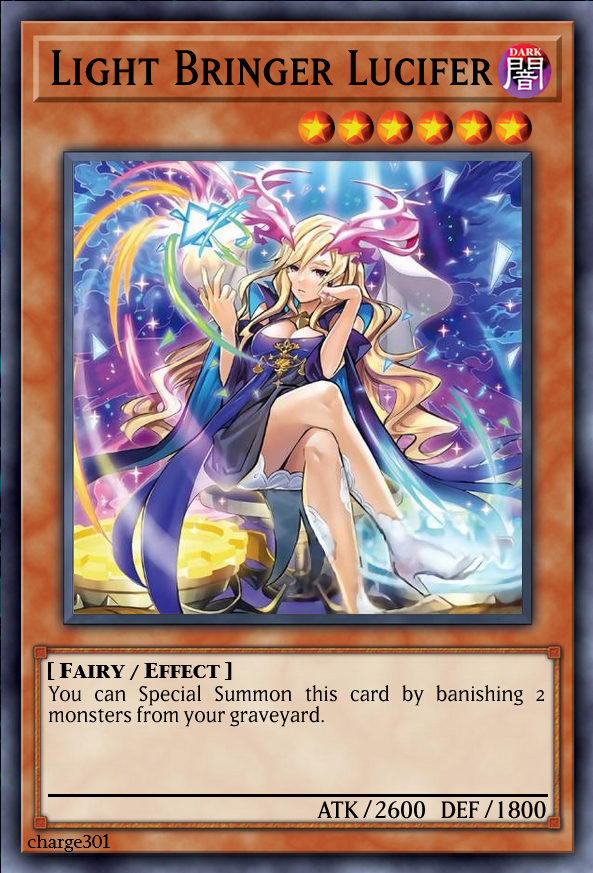 Light Bringer Lucifer
DARK
闇
[ Fairy / Effect ]
You can Special Summon this card by banishing 2
monsters from your graveyard.
ATK / 2600 DEF / 1800
charge301